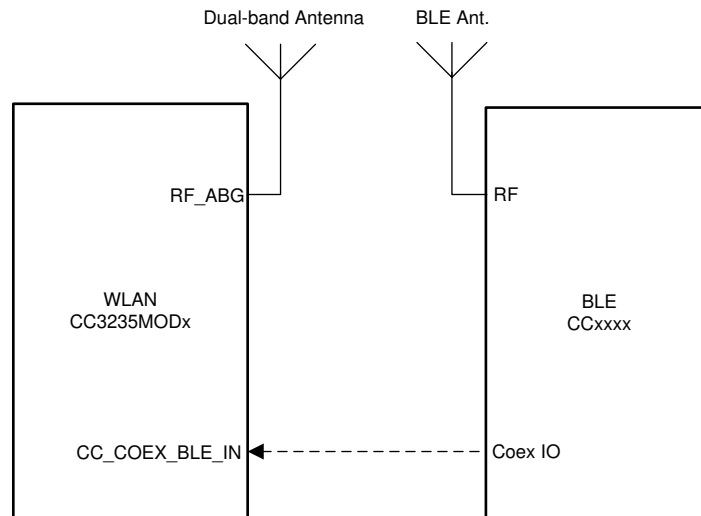 Dual-band Antenna
BLE Ant.
RF_ABG
RF
WLAN
CC3235MODx
BLE
CCxxxx
CC_COEX_BLE_IN
Coex IO